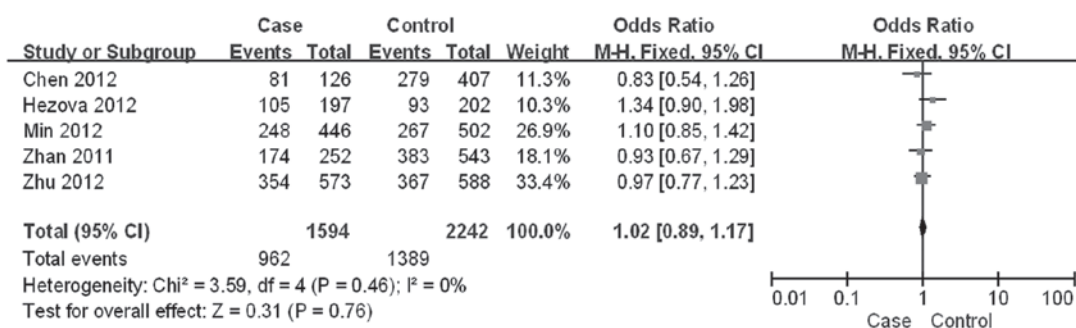 Case Control Odds Ratio Odds Ratio
Study or Subgroup Events Total Events Total Weight M-H, Fixed, 95% CI M-H, Fixed, 95% CI
Chen 2012 81 126 279 407 11.3% 0.83 [0.54, 1.26]
Hezova 2012 105 197 93 202 10.3% 1.34 [0.90, 1.98]
Min 2012 248 446 267 502 26.9% 1.10 [0.85, 1.42]
Zhan 2011 174 252 383 543 18.1% 0.93 [0.67, 1.29]
Zhu 2012 354 573 367 588 33.4% 0.97 [0.77, 1.23]
Total (95% CI) 1594 2242 100.0% 1.02 [0.89, 1.17]
Total events 962 1389
Heterogeneity: Chi² = 3.59, df = 4 (P = 0.46); I² = 0%
Test for overall effect: Z = 0.31 (P = 0.76)
0.01 0.1 1 10 100
Case Control